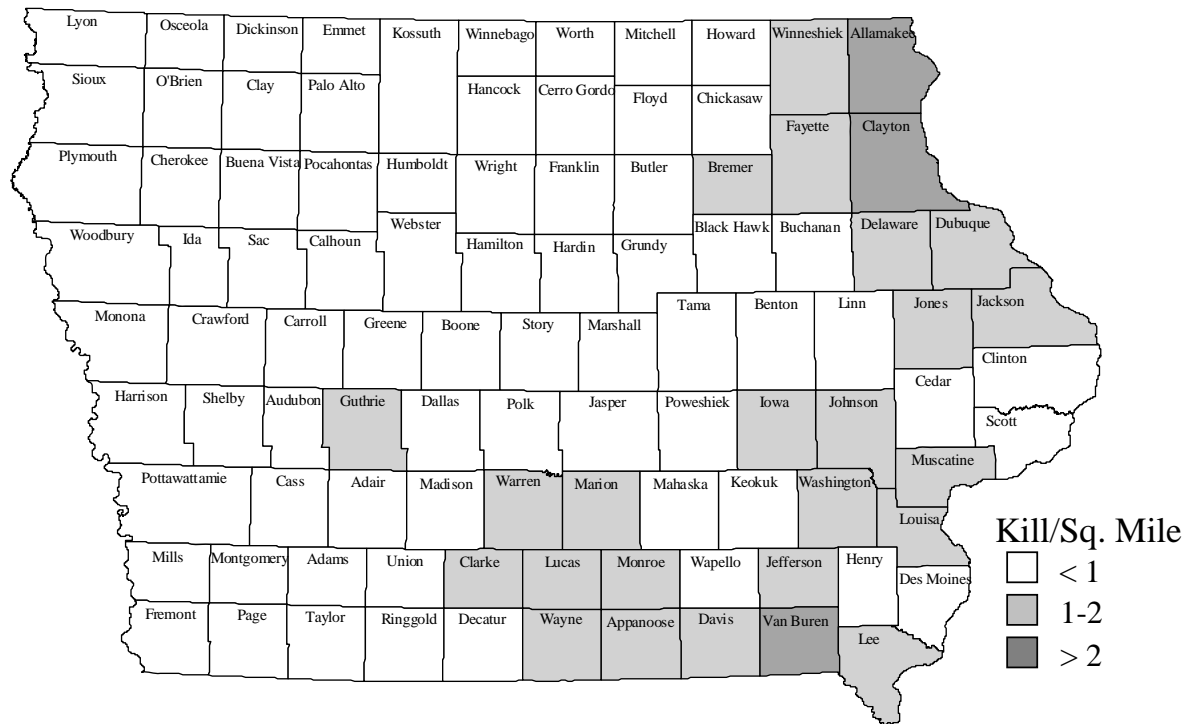 Lyon
Osceola
Dickinson
Emmet
Kossuth
Winnebago
Worth
Mitchell
Howard
Winneshiek
Allamakee
Sioux
O'Brien
Clay
Palo Alto
Hancock
Cerro Gordo
Floyd
Chickasaw
Fayette
Clayton
Plymouth
Cherokee
Buena Vista
Pocahontas
Humboldt
Wright
Franklin
Butler
Bremer
Webster
Woodbury
Ida
Sac
Calhoun
Hamilton
Hardin
Grundy
Black Hawk
Buchanan
Delaware
Dubuque
Monona
Crawford
Carroll
Greene
Boone
Story
Marshall
Tama
Benton
Linn
Jones
Jackson
Clinton
Cedar
Harrison
Shelby
Audubon
Guthrie
Dallas
Polk
Jasper
Poweshiek
Iowa
Johnson
Scott
Muscatine
Pottawattamie
Cass
Adair
Madison
Warren
Marion
Mahaska
Keokuk
Washington
Louisa
Mills
Montgomery
Adams
Union
Clarke
Lucas
Monroe
Wapello
Jefferson
Henry
Des Moines
Fremont
Page
Taylor
Ringgold
Decatur
Wayne
Appanoose
Davis
Van Buren
Lee
Kill/Sq. Mile
< 1
1-2
> 2